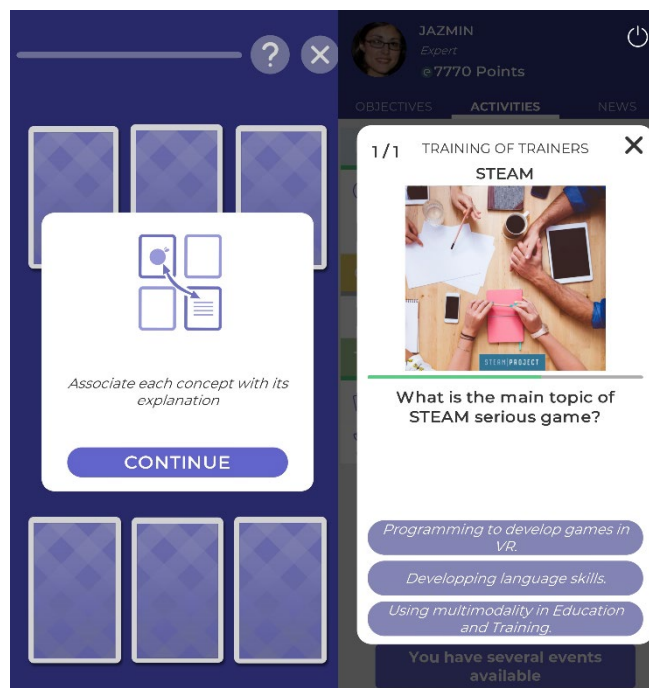 ?
Associate each concept with its
explanation
CONTINUE
JAZMIN
Expert
e7770 Points
OBJECTIVES ACTIVITIES NEWS
1/1 TRAINING OF TRAINERS
STEAM
STEAM|PROJECT
What is the main topic of
STEAM serious game?
Programming to develop games in
VR.
Developping language skills.
Using multimodality in Education
and Training.
You have several events
available